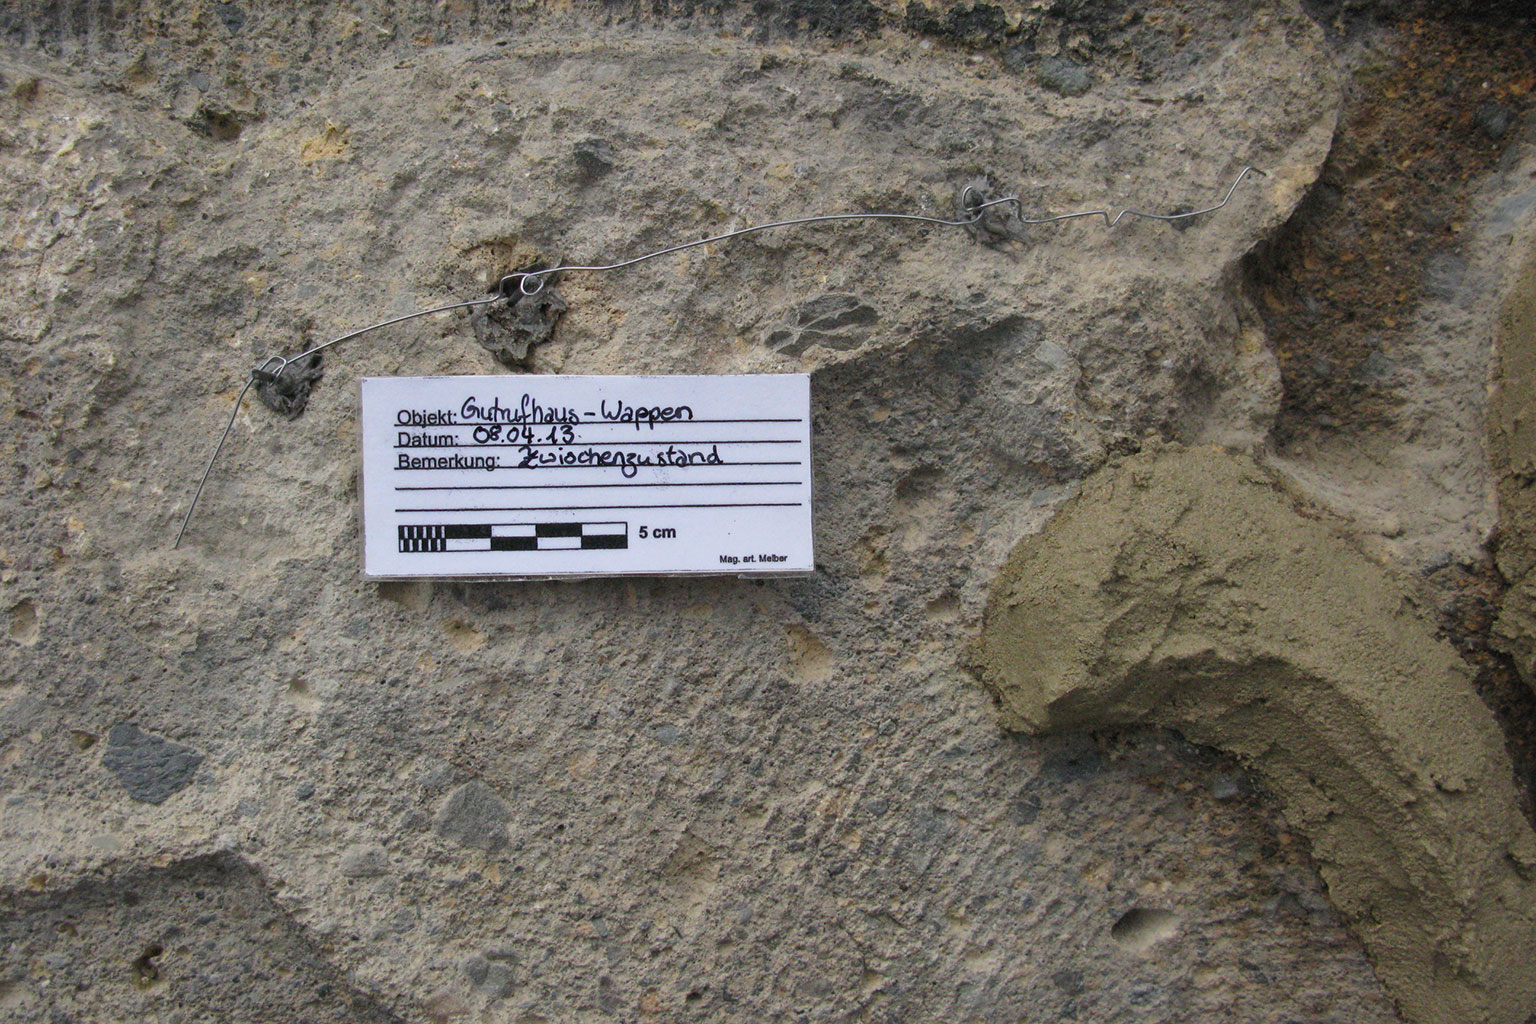 Objekt: Gutrufhaus-Wappen
Datum: 08.04.13
Bemerkung: Zwischenzustand
5 cm
Mag. art. Melber